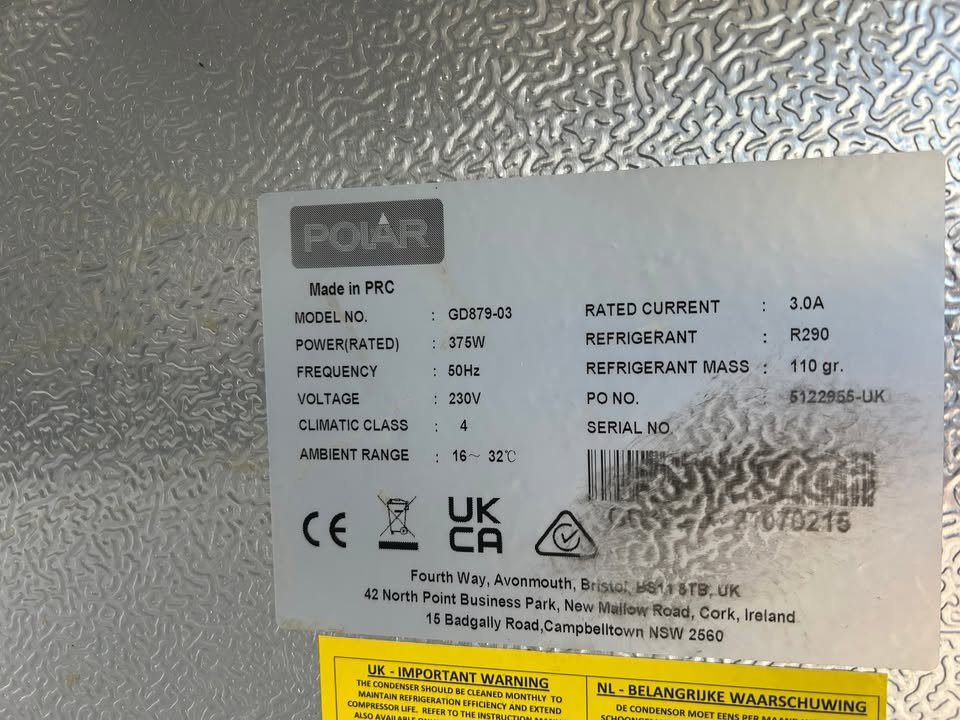 POLAR
Made in PRC
MODEL NO. : GD879-03
POWER(RATED) : 375W
FREQUENCY : 50Hz
VOLTAGE : 230V
CLIMATIC CLASS : 4
AMBIENT RANGE : 16~ 32℃
RATED CURRENT : 3.0A
REFRIGERANT : R290
REFRIGERANT MASS : 110 gr.
PO NO. : 5122955-UK
SERIAL NO
CE
UK
CA
Fourth Way, Avonmouth, Bristol, BS11 8TB, UK
42 North Point Business Park, New Mallow Road, Cork, Ireland
15 Badgally Road,Campbelltown NSW 2560
UK - IMPORTANT WARNING
THE CONDENSER SHOULD BE CLEANED MONTHLY TO
MAINTAIN REFRIGERATION EFFICIENCY AND EXTEND
COMPRESSOR LIFE. REFER TO THE INSTRUCTION
ALSO AVAILABLE
NL - BELANGRIJKE WAARSCHUWING
DE CONDENSOR MOET EENS PER